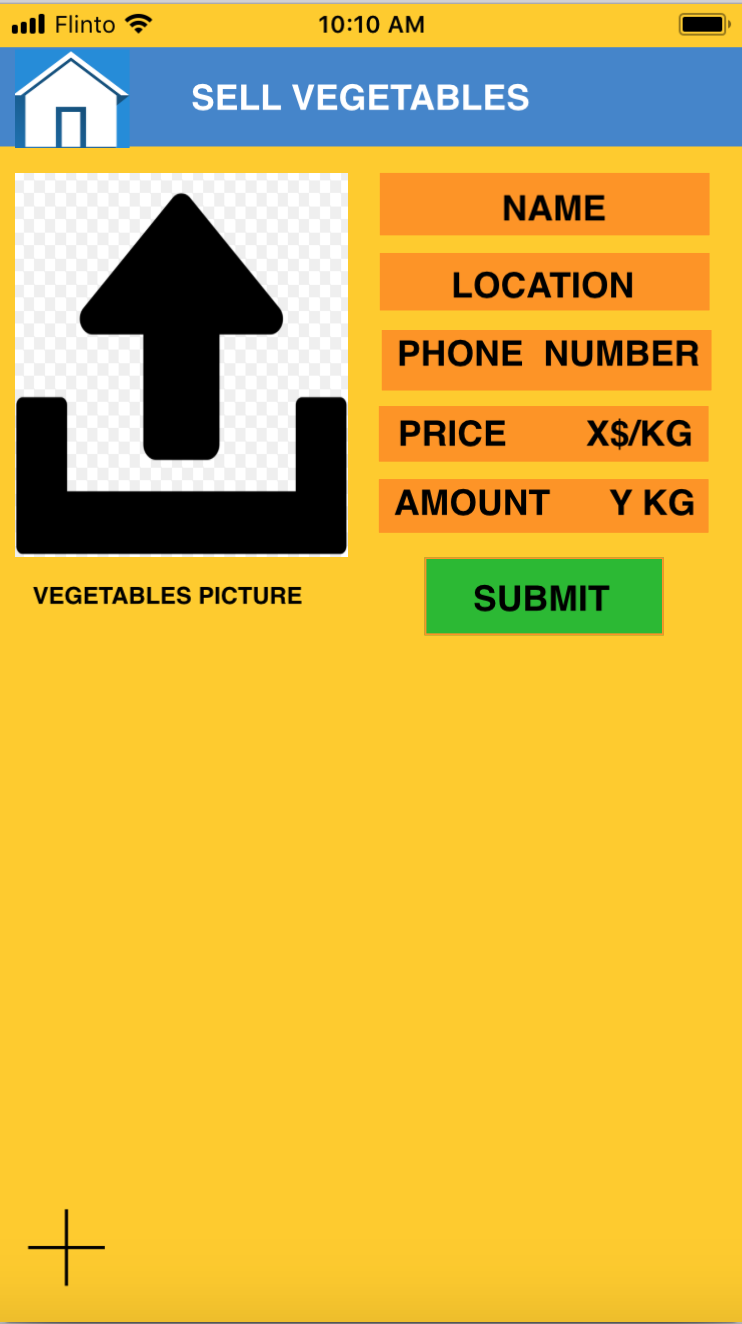 Flinto 10:10 AM
SELL VEGETABLES
NAME
LOCATION
PHONE NUMBER
PRICE X$/KG
AMOUNT Y KG
VEGETABLES PICTURE
SUBMIT